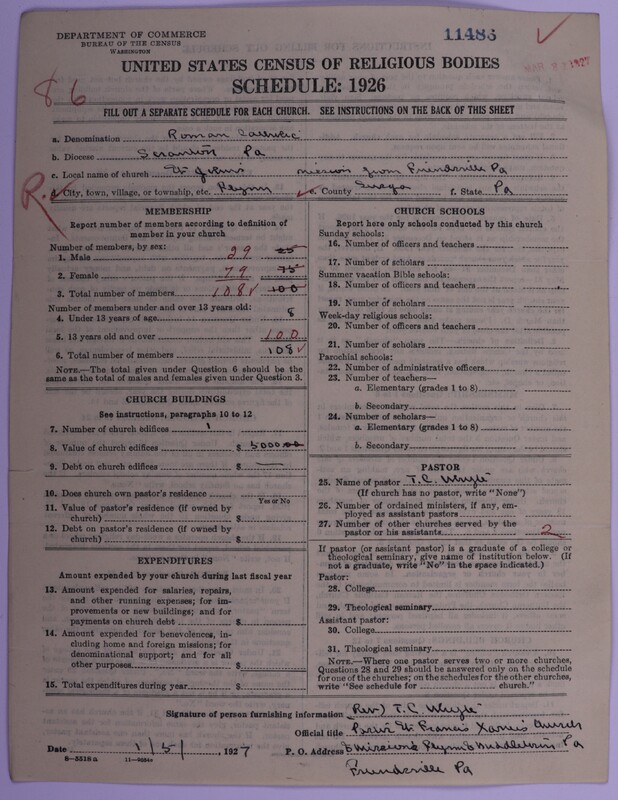 DEPARTMENT OF COMMERCE
BUREAU OF THE CENSUS
WASHINGTON
11486
1927
UNITED STATES CENSUS OF RELIGIOUS BODIES
SCHEDULE: 1926
86
FILL OUT A SEPARATE SCHEDULE FOR EACH CHURCH. SEE INSTRUCTIONS ON THE BACK OF THIS SHEET
a. Denomination Roman Catholic
b. Diocese Scranton Pa
c. Local name of church mission from Friendsville Pa
R.
d. City, town, village, or township, etc. Flynn e. County f. State Pa
MEMBERSHIP
Report number of members according to definition of member in your church
Number of members, by sex:
1. Male 29 25
2. Female 79 75
3. Total number of members 108 100
Number of members under and over 13 years old:
4. Under 13 years of age 8
5. 13 years old and over 100
6. Total number of members 108
NOTE.—The total given under Question 6 should be the same as the total of males and females given under Question 3.
CHURCH BUILDINGS
See instructions, paragraphs 10 to 12
7. Number of church edifices 1
8. Value of church edifices $ 5000.00
9. Debt on church edifices $ —
10. Does church own pastor's residence
Yes or No
11. Value of pastor's residence (if owned by church) $
12. Debt on pastor's residence (if owned by church) $
EXPENDITURES
Amount expended by your church during last fiscal year
13. Amount expended for salaries, repairs, and other running expenses; for improvements or new buildings; and for payments on church debt $
14. Amount expended for benevolences, including home and foreign missions; for denominational support; and for all other purposes $
15. Total expenditures during year $
CHURCH SCHOOLS
Report here only schools conducted by this church
Sunday schools:
16. Number of officers and teachers
17. Number of scholars
Summer vacation Bible schools:
18. Number of officers and teachers
19. Number of scholars
Week-day religious schools:
20. Number of officers and teachers
21. Number of scholars
Parochial schools:
22. Number of administrative officers
23. Number of teachers—
a. Elementary (grades 1 to 8)
b. Secondary
24. Number of scholars—
a. Elementary (grades 1 to 8)
b. Secondary
PASTOR
25. Name of pastor T. C. Whyte
(If church has no pastor, write "None")
26. Number of ordained ministers, if any, employed as assistant pastors
27. Number of other churches served by the pastor or his assistants 2
If pastor (or assistant pastor) is a graduate of a college or theological seminary, give name of institution below. (If not a graduate, write "No" in the space indicated.)
Pastor:
28. College
29. Theological seminary
Assistant pastor:
30. College
31. Theological seminary
NOTE.—Where one pastor serves two or more churches, Questions 28 and 29 should be answered only on the schedule for one of the churches; on the schedules for the other churches, write "See schedule for church."
Signature of person furnishing information (Rev) T. C. Whyte
Official title Pastor St Francis Xavier's Church
Date 1/5/ 1927 P. O. Address & missions Flynn & Middletown Pa
8-5518a 11-9554a Friendsville Pa